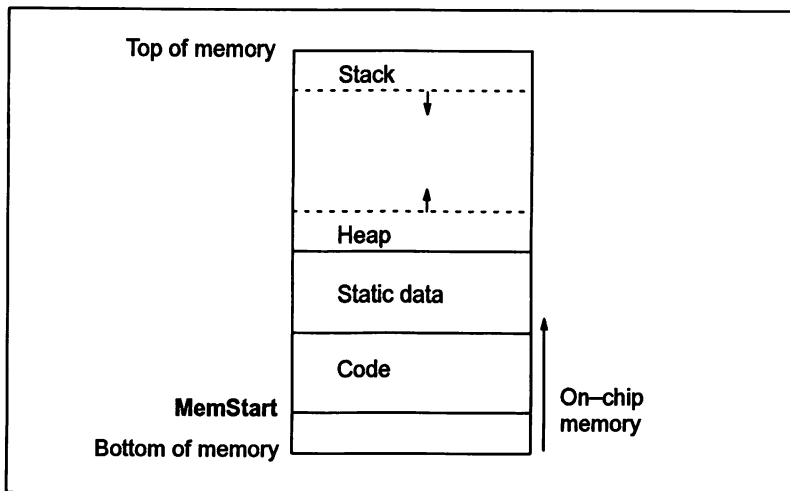 Top of memory
Stack
Heap
Static data
Code
MemStart
On–chip
memory
Bottom of memory